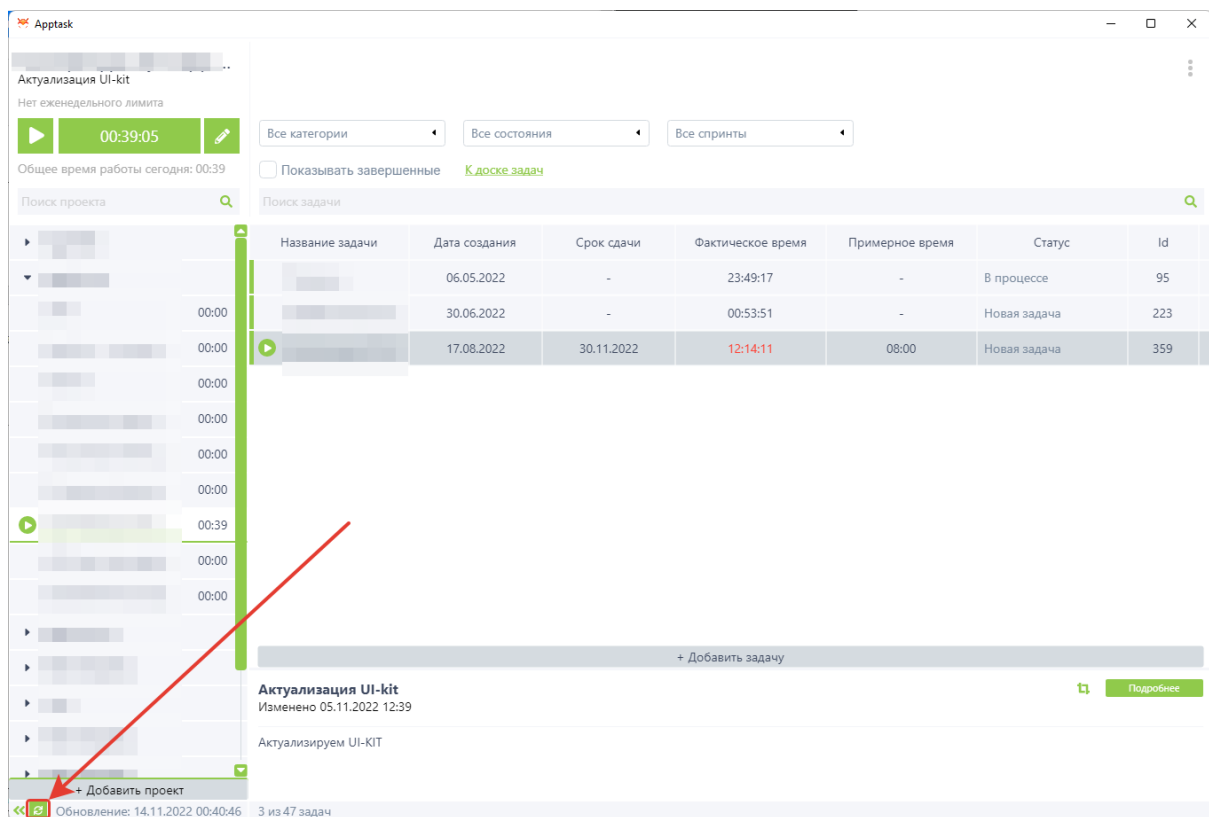 Apptask
Актуализация UI-kit
Нет еженедельного лимита
00:39:05
Общее время работы сегодня: 00:39
Все категории Все состояния Все спринты
Показывать завершенные К доске задач
Поиск проекта
Поиск задачи
Название задачи Дата создания Срок сдачи Фактическое время Примерное время Статус Id
06.05.2022 - 23:49:17 - В процессе 95
30.06.2022 - 00:53:51 - Новая задача 223
17.08.2022 30.11.2022 12:14:11 08:00 Новая задача 359
00:00
00:00
00:00
00:00
00:00
00:00
00:39
00:00
00:00
+ Добавить проект
Обновление: 14.11.2022 00:40:46
+ Добавить задачу
Актуализация UI-kit
Подробнее
Изменено 05.11.2022 12:39
Актуализируем UI-KIT
3 из 47 задач